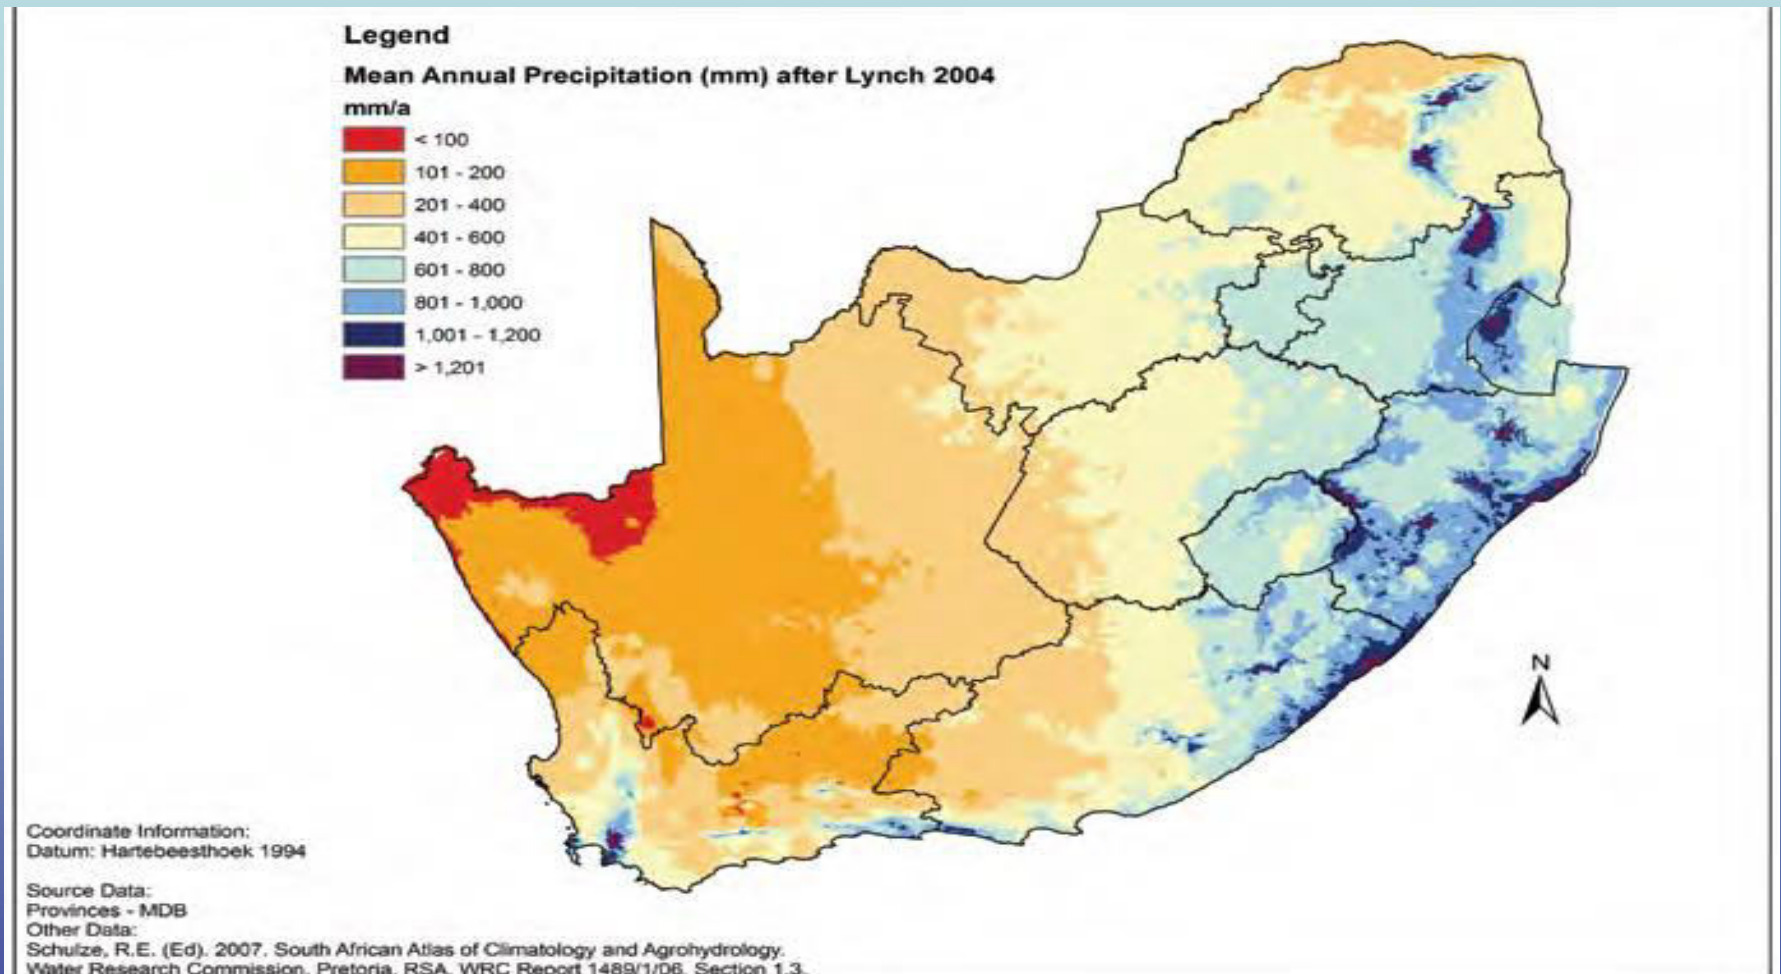 Legend
Mean Annual Precipitation (mm) after Lynch 2004
mm/a
< 100
101 - 200
201 - 400
401 - 600
601 - 800
801 - 1,000
1,001 - 1,200
> 1,201
N
Coordinate Information:
Datum: Hartebeesthoek 1994
Source Data:
Provinces - MDB
Other Data:
Schulze, R.E. (Ed). 2007. South African Atlas of Climatology and Agrohydrology.
Water Research Commission, Pretoria, RSA, WRC Report 1489/1/06, Section 1.3.